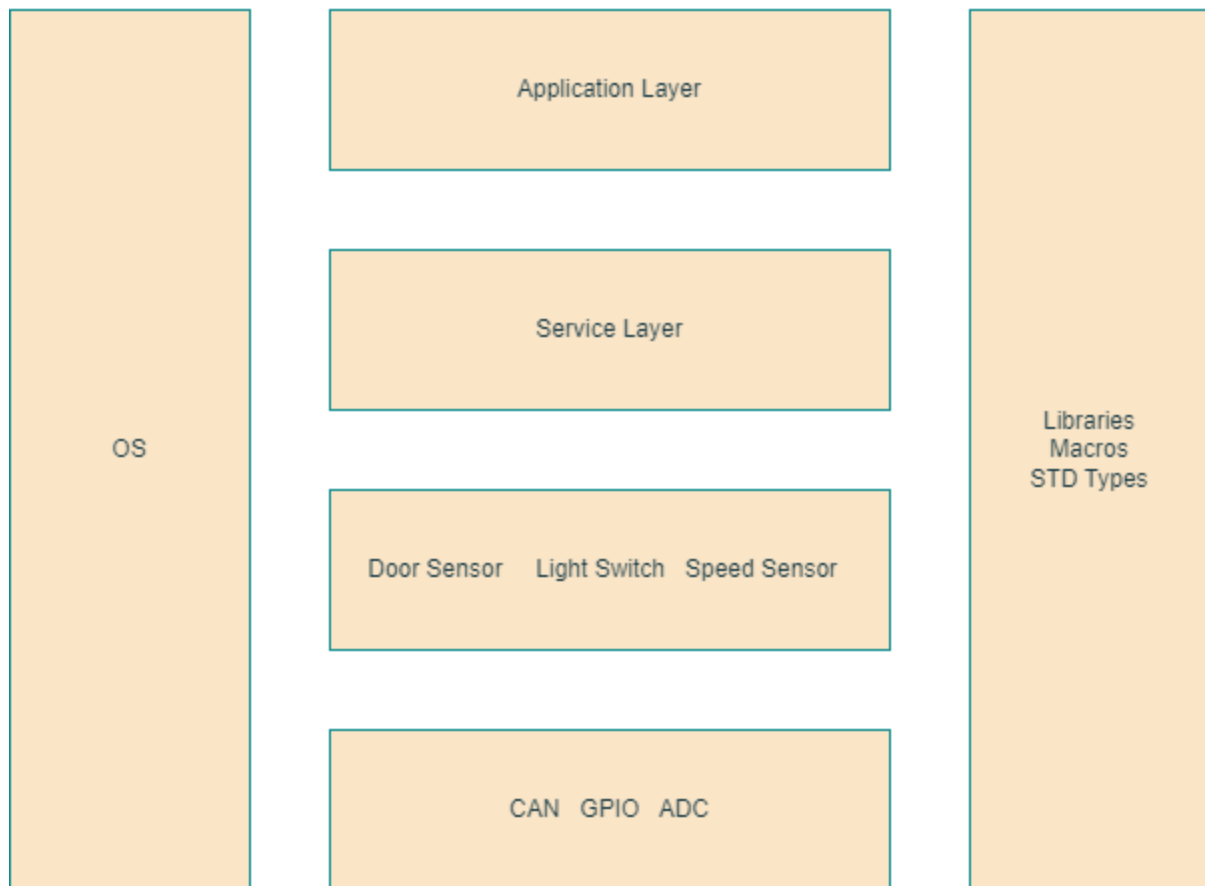 Application Layer
Service Layer
OS
Libraries
Macros
STD Types
Door Sensor Light Switch Speed Sensor
CAN GPIO ADC